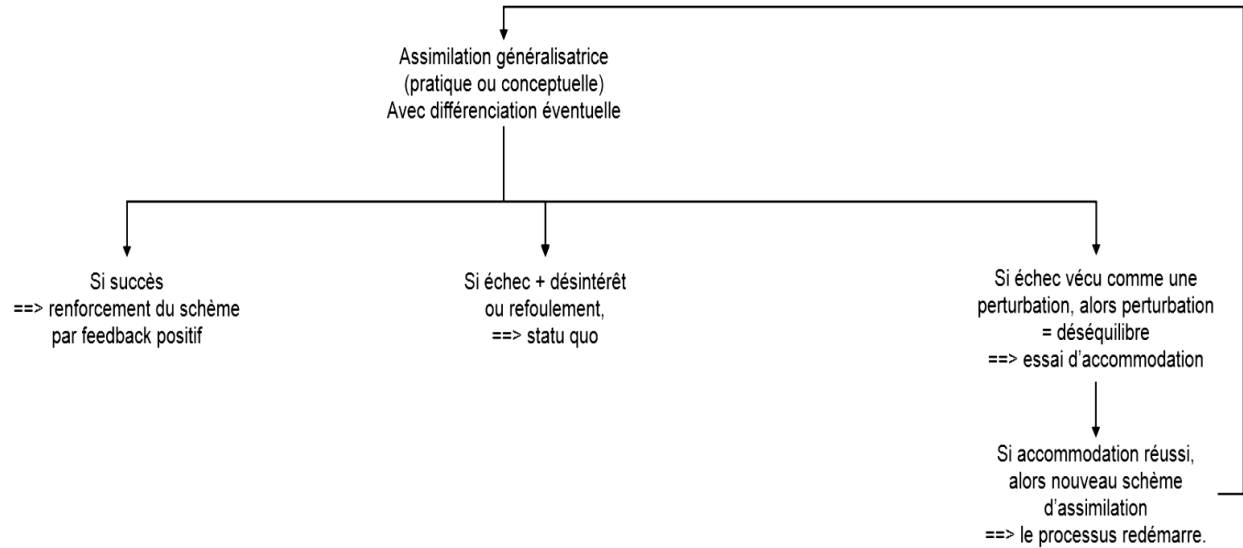 Assimilation généralisatrice
(pratique ou conceptuelle)
Avec différenciation éventuelle
Si succès
==> renforcement du schème
par feedback positif
Si échec + désintérêt
ou refoulement,
==> statu quo
Si échec vécu comme une
perturbation, alors perturbation
= déséquilibre
==> essai d'accommodation
Si accommodation réussi,
alors nouveau schème
d'assimilation
==> le processus redémarre.